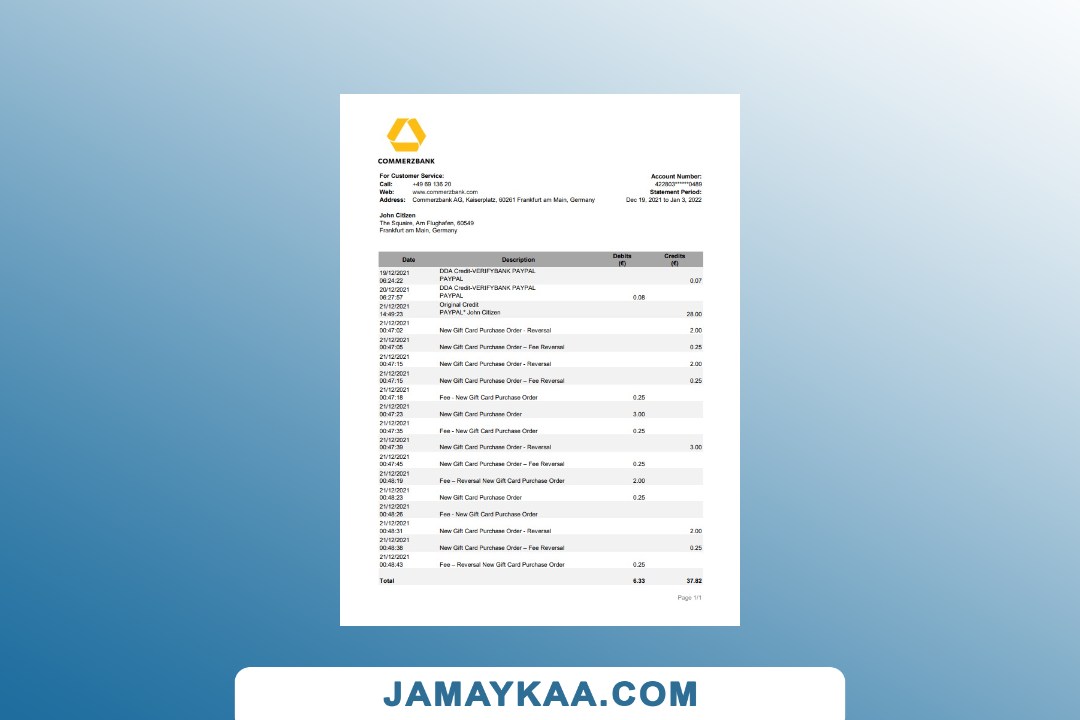 COMMERZBANK
For Customer Service:
Call: +49 69 136 20
Web: www.commerzbank.com
Address: Commerzbank AG, Kaiserplatz, 60261 Frankfurt am Main, Germany
Account Number:
422803******0489
Statement Period:
Dec 19, 2021 to Jan 3, 2022
John Citizen
The Squaire, Am Flughafen, 60549
Frankfurt am Main, Germany
Date Description Debits (€) Credits (€)
19/12/2021 DDA Credit-VERIFYBANK PAYPAL
06:24:22 PAYPAL 0.07
20/12/2021 DDA Credit-VERIFYBANK PAYPAL
06:27:57 PAYPAL 0.08
21/12/2021 Original Credit
14:49:23 PAYPAL* John Citizen 28.00
21/12/2021
00:47:02 New Gift Card Purchase Order - Reversal 2.00
21/12/2021
00:47:05 New Gift Card Purchase Order – Fee Reversal 0.25
21/12/2021
00:47:15 New Gift Card Purchase Order - Reversal 2.00
21/12/2021
00:47:15 New Gift Card Purchase Order – Fee Reversal 0.25
21/12/2021
00:47:18 Fee - New Gift Card Purchase Order 0.25
21/12/2021
00:47:23 New Gift Card Purchase Order 3.00
21/12/2021
00:47:35 Fee - New Gift Card Purchase Order 0.25
21/12/2021
00:47:39 New Gift Card Purchase Order - Reversal 3.00
21/12/2021
00:47:45 New Gift Card Purchase Order – Fee Reversal 0.25
21/12/2021
00:48:19 Fee – Reversal New Gift Card Purchase Order 2.00
21/12/2021
00:48:23 New Gift Card Purchase Order 0.25
21/12/2021
00:48:26 Fee - New Gift Card Purchase Order
21/12/2021
00:48:31 New Gift Card Purchase Order - Reversal 2.00
21/12/2021
00:48:38 New Gift Card Purchase Order – Fee Reversal 0.25
21/12/2021
00:48:43 Fee – Reversal New Gift Card Purchase Order 0.25
Total 6.33 37.82
Page 1/1
JAMAYKAA.COM